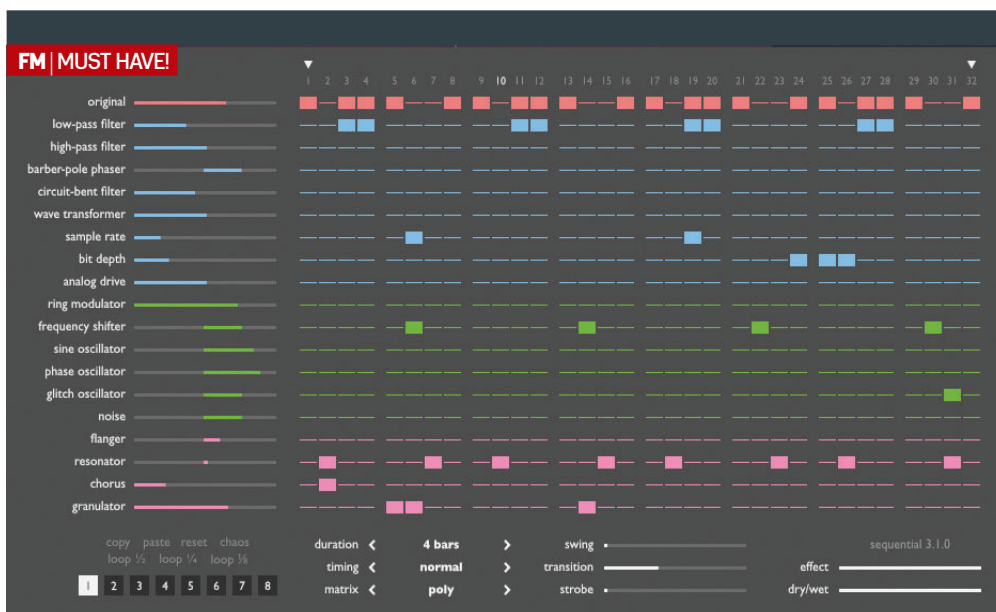 FM | MUST HAVE!
1 2 3 4 5 6 7 8 9 10 11 12 13 14 15 16 17 18 19 20 21 22 23 24 25 26 27 28 29 30 31 32
original
low-pass filter
high-pass filter
barber-pole phaser
circuit-bent filter
wave transformer
sample rate
bit depth
analog drive
ring modulator
frequency shifter
sine oscillator
phase oscillator
glitch oscillator
noise
flanger
resonator
chorus
granulator
copy paste reset chaos
loop ½ loop ¼ loop ⅛
1 2 3 4 5 6 7 8
duration < 4 bars >
timing < normal >
matrix < poly >
swing
transition
strobe
sequential 3.1.0
effect
dry/wet